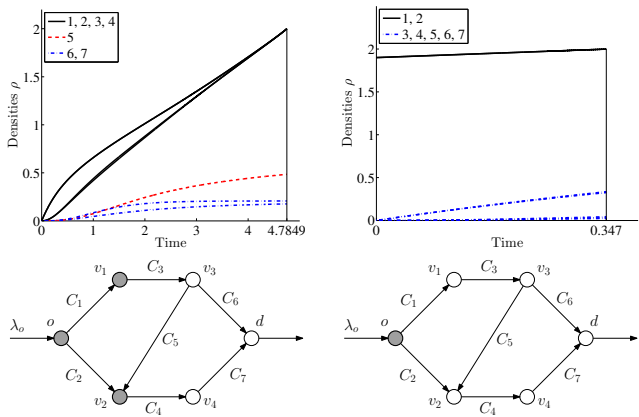 1, 2, 3, 4
5
6, 7
Densities ρ
2
1.5
1
0.5
0
0 1 2 3 4 4.7849
Time
1, 2
3, 4, 5, 6, 7
Densities ρ
2
1.5
1
0.5
0
0 0.347
Time
v₁ C₃ v₃
C₁ C₆
λₒ o C₅ d
C₂ C₇
v₂ C₄ v₄
v₁ C₃ v₃
C₁ C₆
λₒ o C₅ d
C₂ C₇
v₂ C₄ v₄